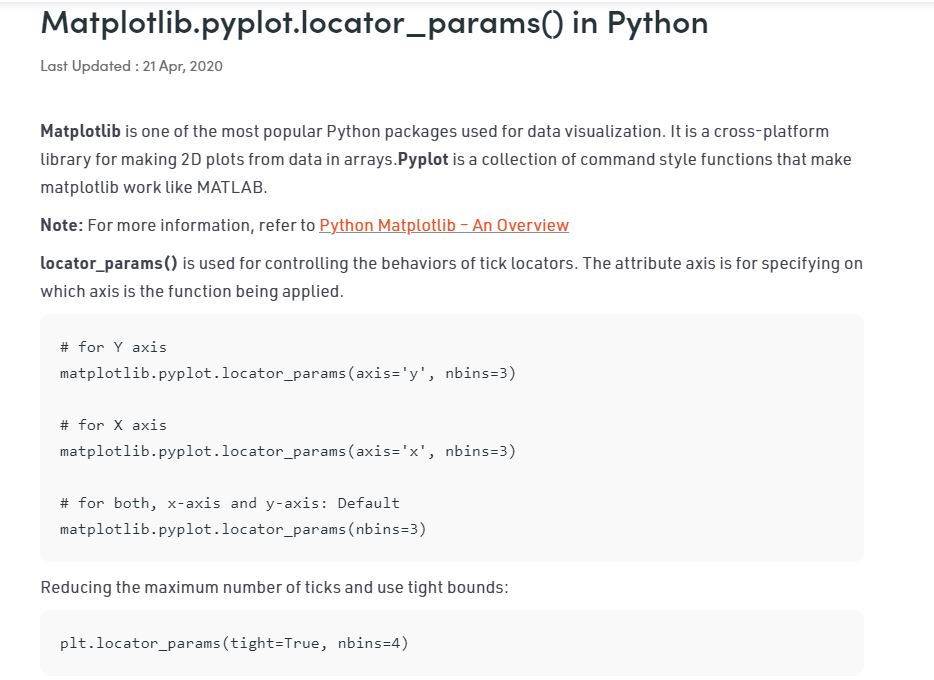 Matplotlib.pyplot.locator_params() in Python
Last Updated : 21 Apr, 2020
Matplotlib is one of the most popular Python packages used for data visualization. It is a cross-platform
library for making 2D plots from data in arrays.Pyplot is a collection of command style functions that make
matplotlib work like MATLAB.
Note: For more information, refer to Python Matplotlib – An Overview
locator_params() is used for controlling the behaviors of tick locators. The attribute axis is for specifying on
which axis is the function being applied.
# for Y axis
matplotlib.pyplot.locator_params(axis='y', nbins=3)
# for X axis
matplotlib.pyplot.locator_params(axis='x', nbins=3)
# for both, x-axis and y-axis: Default
matplotlib.pyplot.locator_params(nbins=3)
Reducing the maximum number of ticks and use tight bounds:
plt.locator_params(tight=True, nbins=4)